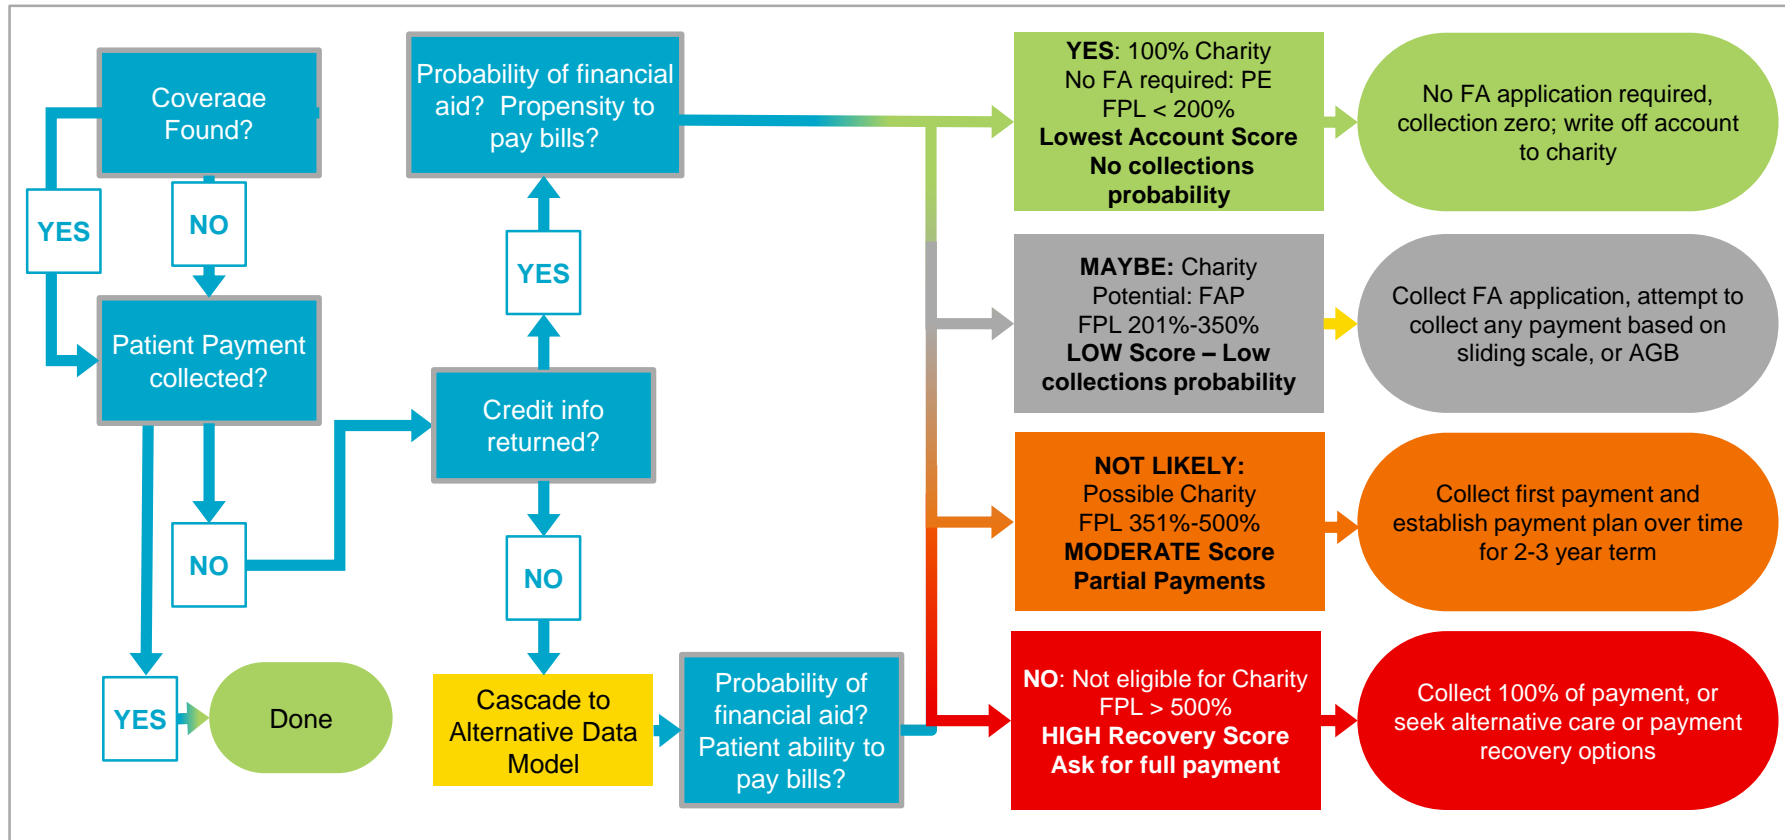 Coverage
Found?
YES
NO
Patient Payment
collected?
NO
YES
Done
Probability of financial
aid?  Propensity to
pay bills?
YES
Credit info
returned?
NO
Cascade to
Alternative Data
Model
Probability of
financial aid?
Patient ability to
pay bills?
YES: 100% Charity
No FA required: PE
FPL < 200%
Lowest Account Score
No collections
probability
No FA application required,
collection zero; write off account
to charity
MAYBE: Charity
Potential: FAP
FPL 201%-350%
LOW Score – Low
collections probability
Collect FA application, attempt to
collect any payment based on
sliding scale, or AGB
NOT LIKELY:
Possible Charity
FPL 351%-500%
MODERATE Score
Partial Payments
Collect first payment and
establish payment plan over time
for 2-3 year term
NO: Not eligible for Charity
FPL > 500%
HIGH Recovery Score
Ask for full payment
Collect 100% of payment, or
seek alternative care or payment
recovery options